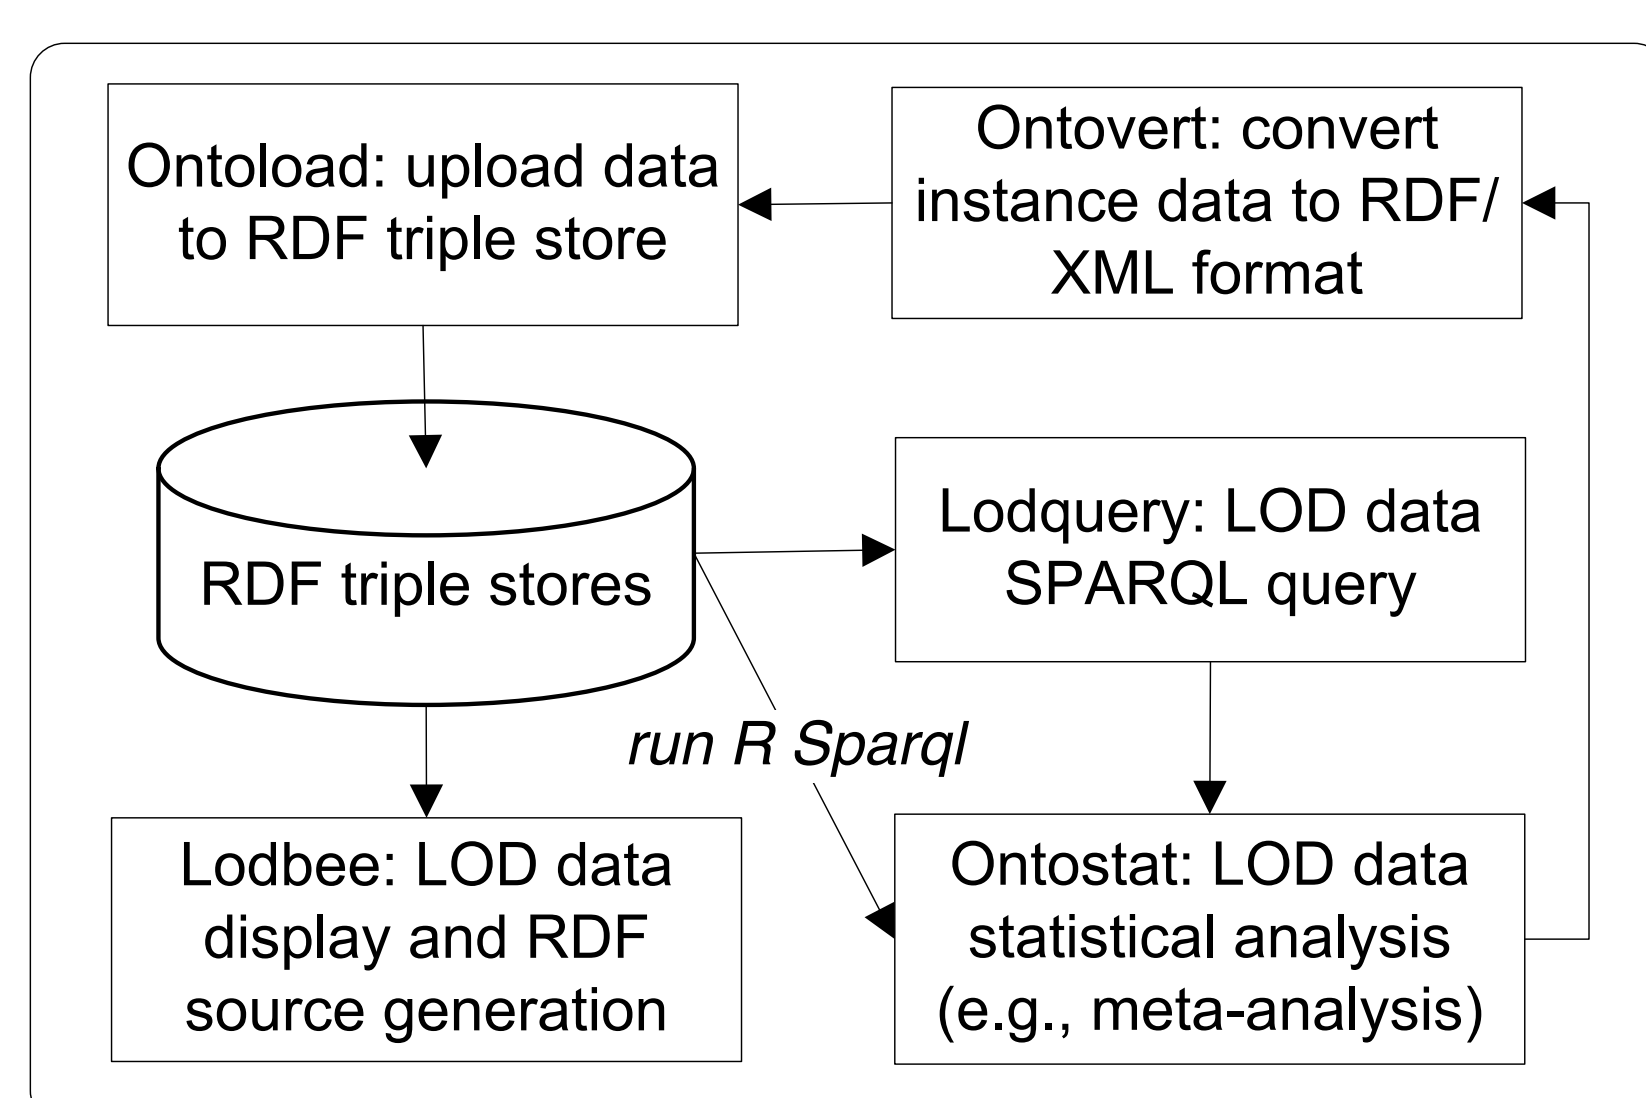 Ontoload: upload data
to RDF triple store
Ontovert: convert
instance data to RDF/
XML format
RDF triple stores
Lodquery: LOD data
SPARQL query
run R Sparql
Lodbee: LOD data
display and RDF
source generation
Ontostat: LOD data
statistical analysis
(e.g., meta-analysis)